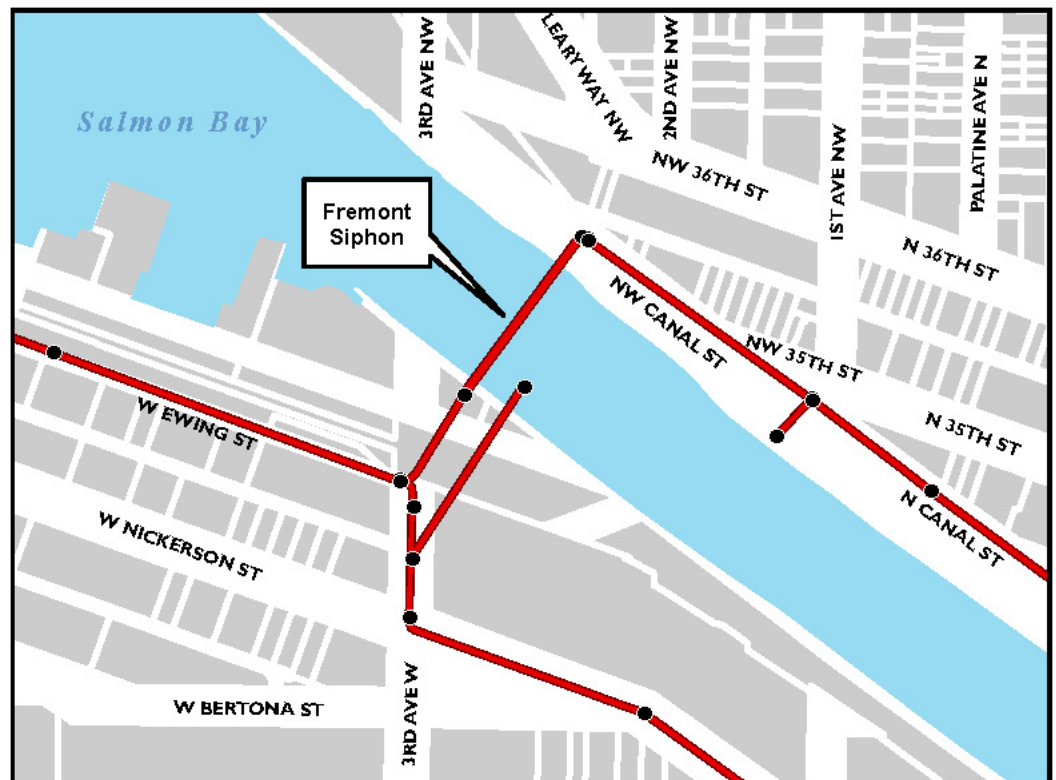 3RD AVE NW
LEARY WAY NW
2ND AVE NW
Salmon Bay
NW 36TH ST
1ST AVE NW
PALATINE AVE N
Fremont
Siphon
N 36TH ST
NW CANAL ST
NW 35TH ST
W EWING ST
N 35TH ST
N CANAL ST
W NICKERSON ST
3RD AVE W
W BERTONA ST